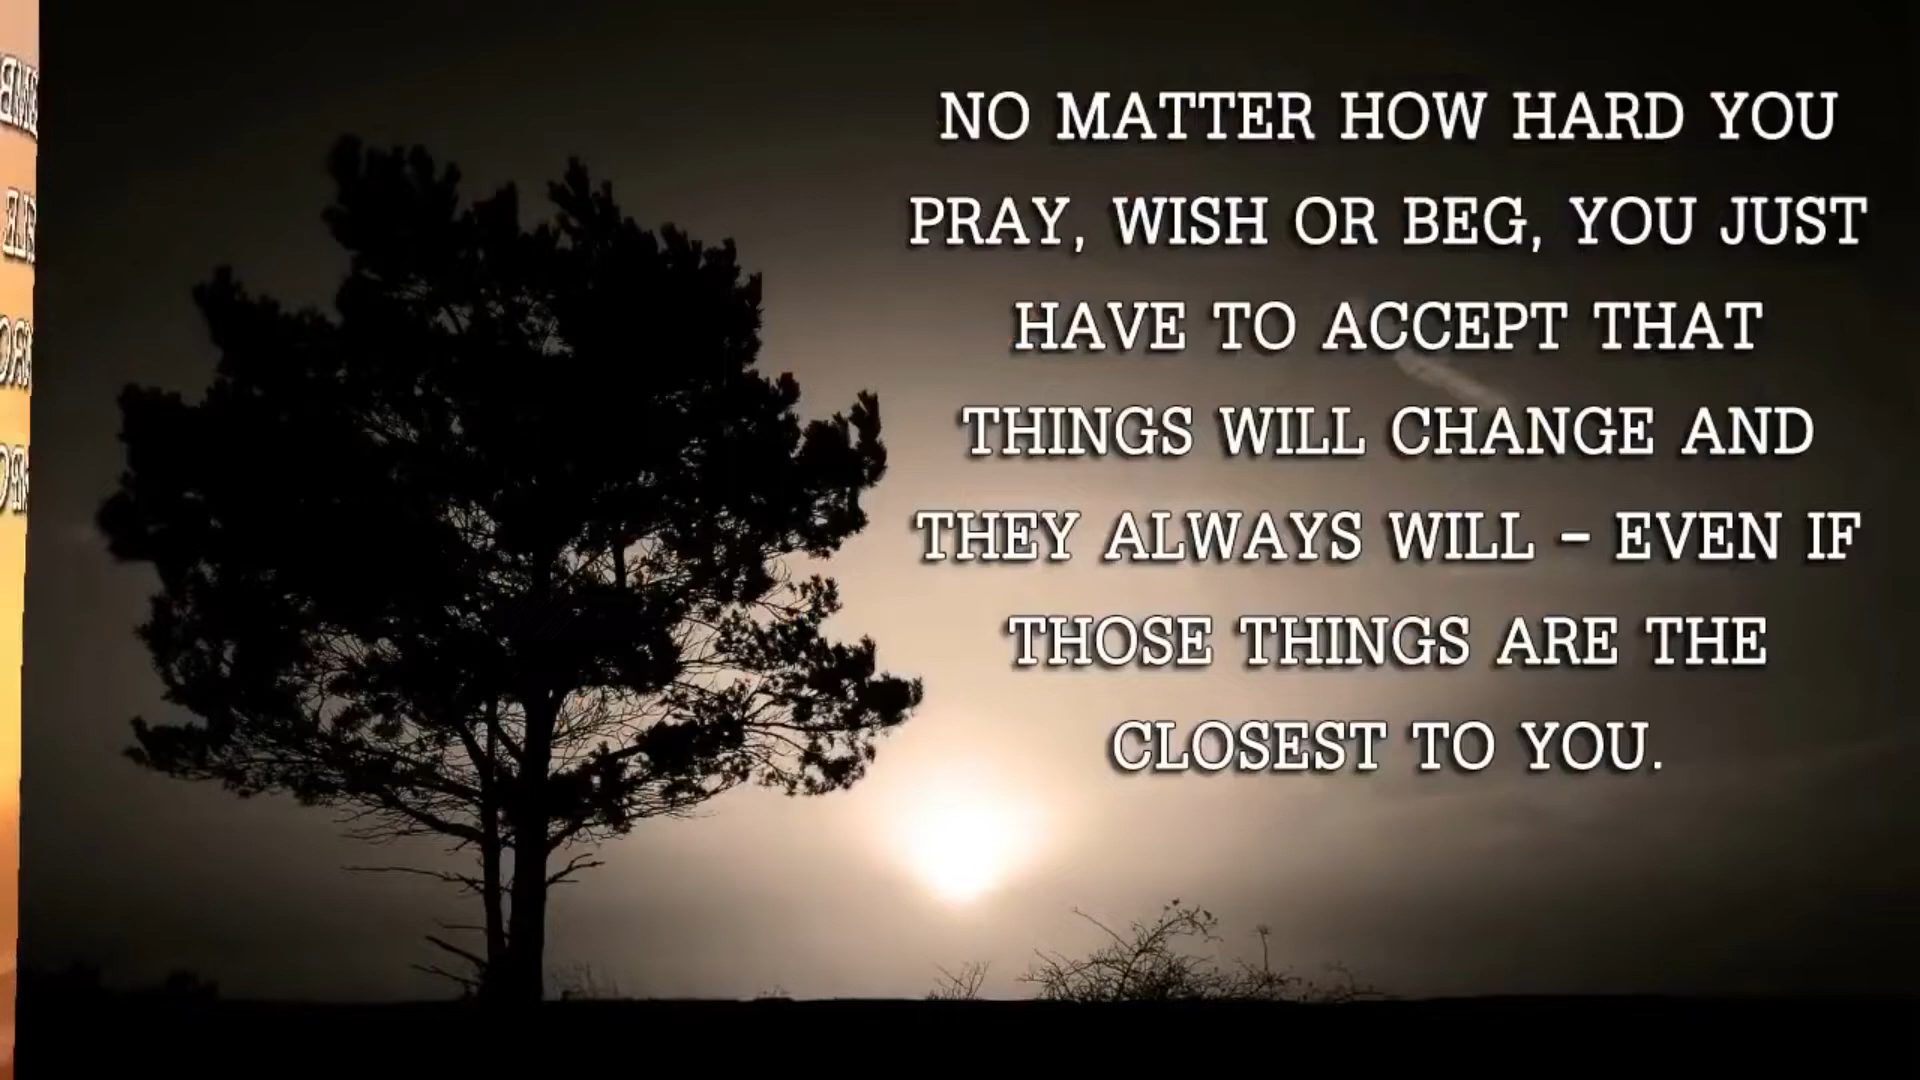 NO MATTER HOW HARD YOU
PRAY, WISH OR BEG, YOU JUST
HAVE TO ACCEPT THAT
THINGS WILL CHANGE AND
THEY ALWAYS WILL – EVEN IF
THOSE THINGS ARE THE
CLOSEST TO YOU.